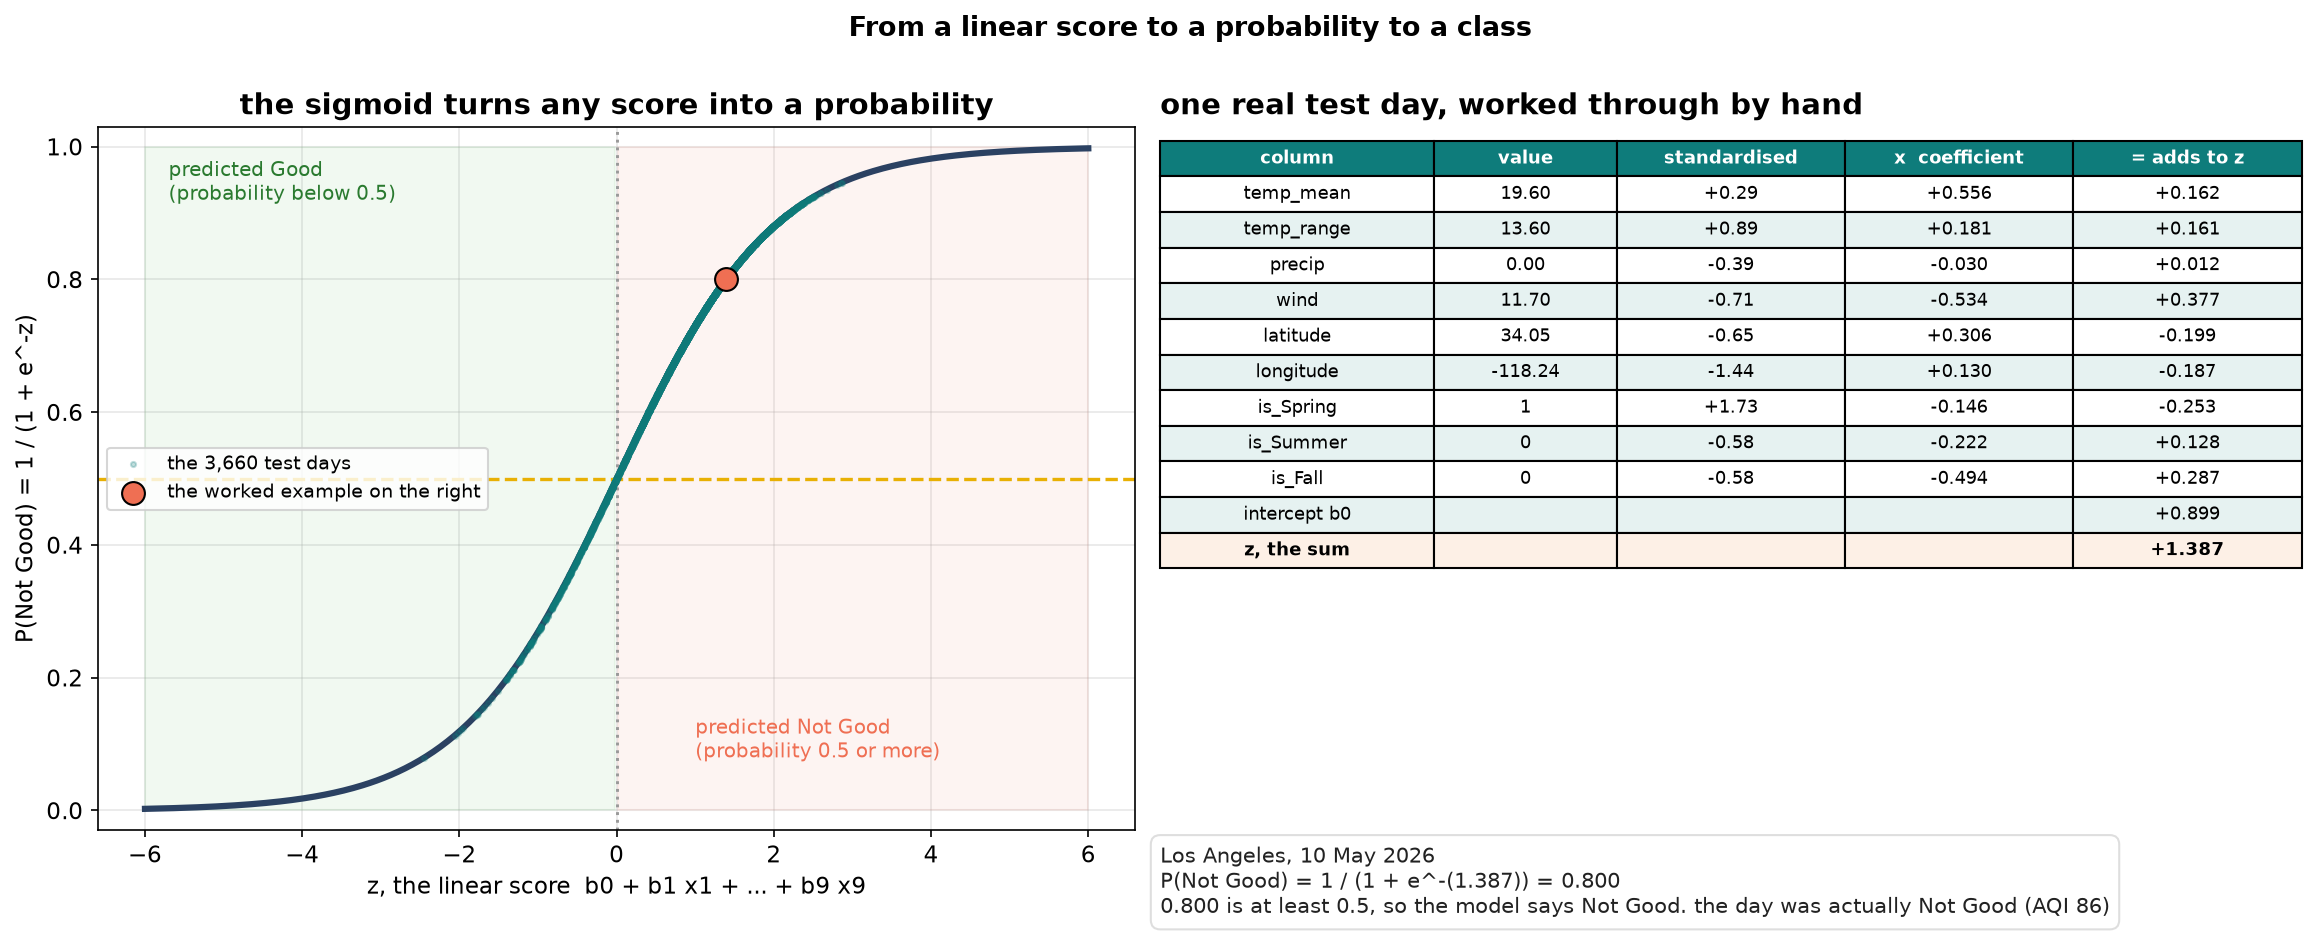 From a linear score to a probability to a class
the sigmoid turns any score into a probability
1.0
0.8
0.6
0.4
0.2
0.0
P(Not Good) = 1 / (1 + e^-z)
predicted Good
(probability below 0.5)
the 3,660 test days
the worked example on the right
predicted Not Good
(probability 0.5 or more)
−6 −4 −2 0 2 4 6
z, the linear score  b0 + b1 x1 + ... + b9 x9
one real test day, worked through by hand
column value standardised x  coefficient = adds to z
temp_mean 19.60 +0.29 +0.556 +0.162
temp_range 13.60 +0.89 +0.181 +0.161
precip 0.00 -0.39 -0.030 +0.012
wind 11.70 -0.71 -0.534 +0.377
latitude 34.05 -0.65 +0.306 -0.199
longitude -118.24 -1.44 +0.130 -0.187
is_Spring 1 +1.73 -0.146 -0.253
is_Summer 0 -0.58 -0.222 +0.128
is_Fall 0 -0.58 -0.494 +0.287
intercept b0 +0.899
z, the sum +1.387
Los Angeles, 10 May 2026
P(Not Good) = 1 / (1 + e^-(1.387)) = 0.800
0.800 is at least 0.5, so the model says Not Good. the day was actually Not Good (AQI 86)